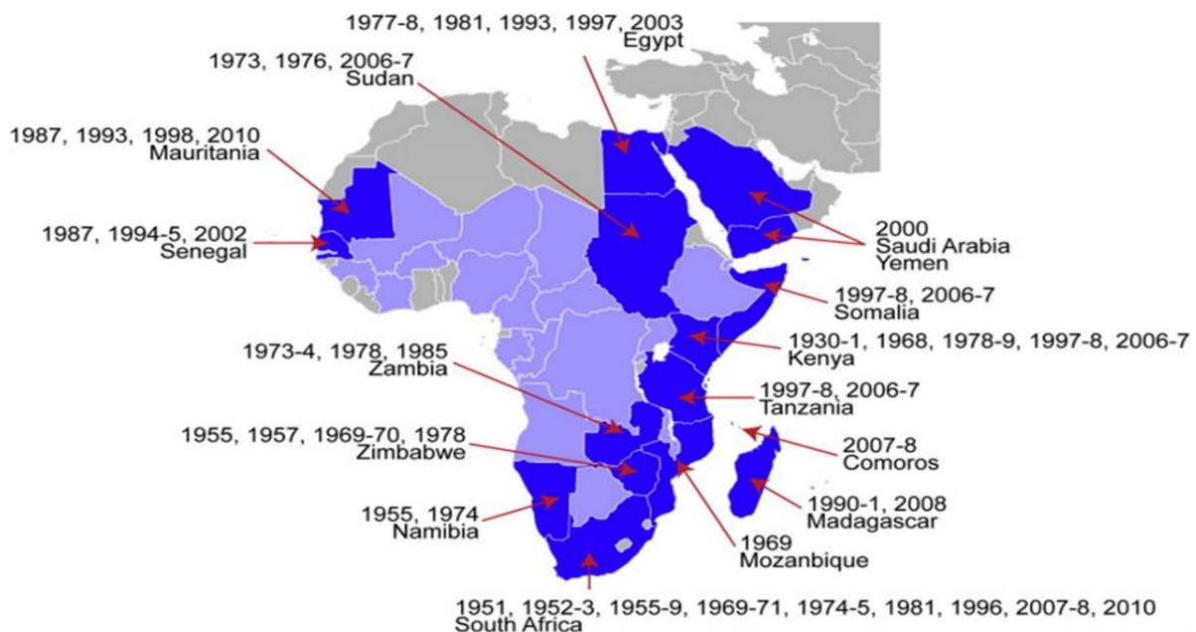 1977-8, 1981, 1993, 1997, 2003
Egypt
1973, 1976, 2006-7
Sudan
1987, 1993, 1998, 2010
Mauritania
1987, 1994-5, 2002
Senegal
2000
Saudi Arabia
Yemen
1997-8, 2006-7
Somalia
1930-1, 1968, 1978-9, 1997-8, 2006-7
Kenya
1973-4, 1978, 1985
Zambia
1997-8, 2006-7
Tanzania
1955, 1957, 1969-70, 1978
Zimbabwe
2007-8
Comoros
1990-1, 2008
Madagascar
1955, 1974
Namibia
1969
Mozanbique
1951, 1952-3, 1955-9, 1969-71, 1974-5, 1981, 1996, 2007-8, 2010
South Africa